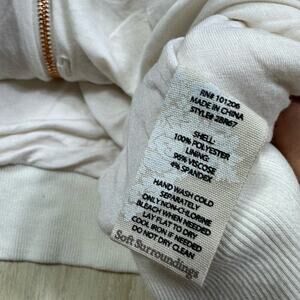 RN# 101206
MADE IN CHINA
STYLE# 2BR67
SHELL:
100% POLYESTER
LINING:
96% VISCOSE
4% SPANDEX
HAND WASH COLD
SEPARATELY
ONLY NON-CHLORINE
BLEACH WHEN NEEDED
LAY FLAT TO DRY
COOL IRON IF NEEDED
DO NOT DRY CLEAN
Soft Surroundings